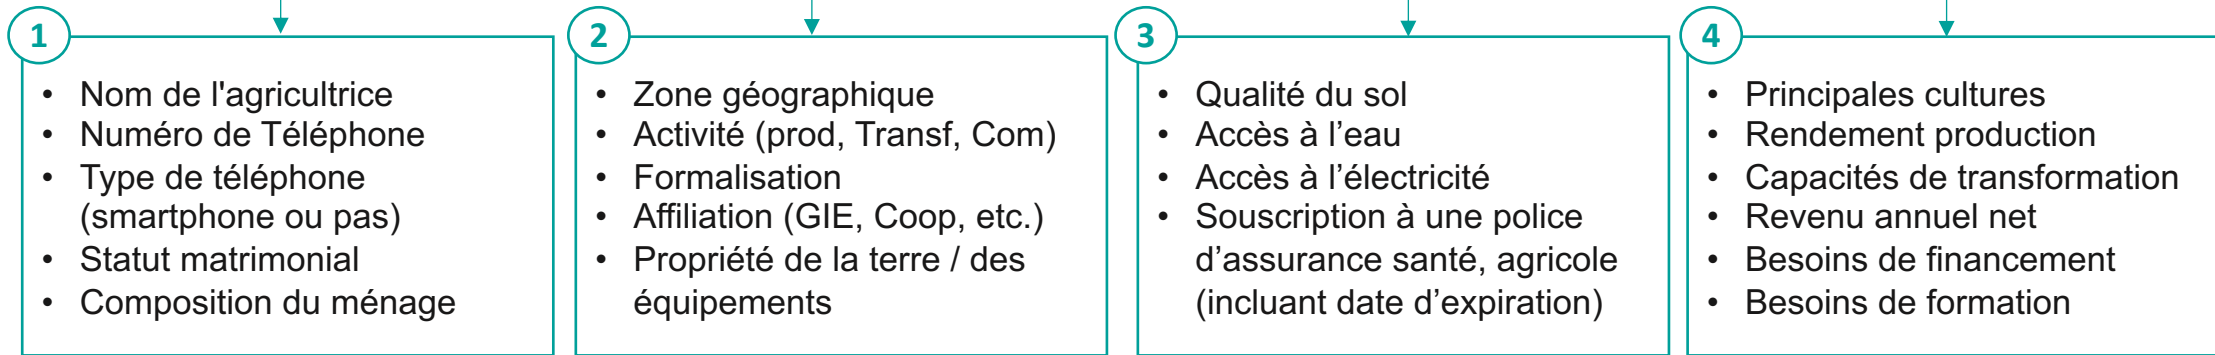 1
• Nom de l'agricultrice
• Numéro de Téléphone
• Type de téléphone
(smartphone ou pas)
• Statut matrimonial
• Composition du ménage
2
• Zone géographique
• Activité (prod, Transf, Com)
• Formalisation
• Affiliation (GIE, Coop, etc.)
• Propriété de la terre / des
équipements
3
• Qualité du sol
• Accès à l’eau
• Accès à l’électricité
• Souscription à une police
d’assurance santé, agricole
(incluant date d’expiration)
4
• Principales cultures
• Rendement production
• Capacités de transformation
• Revenu annuel net
• Besoins de financement
• Besoins de formation